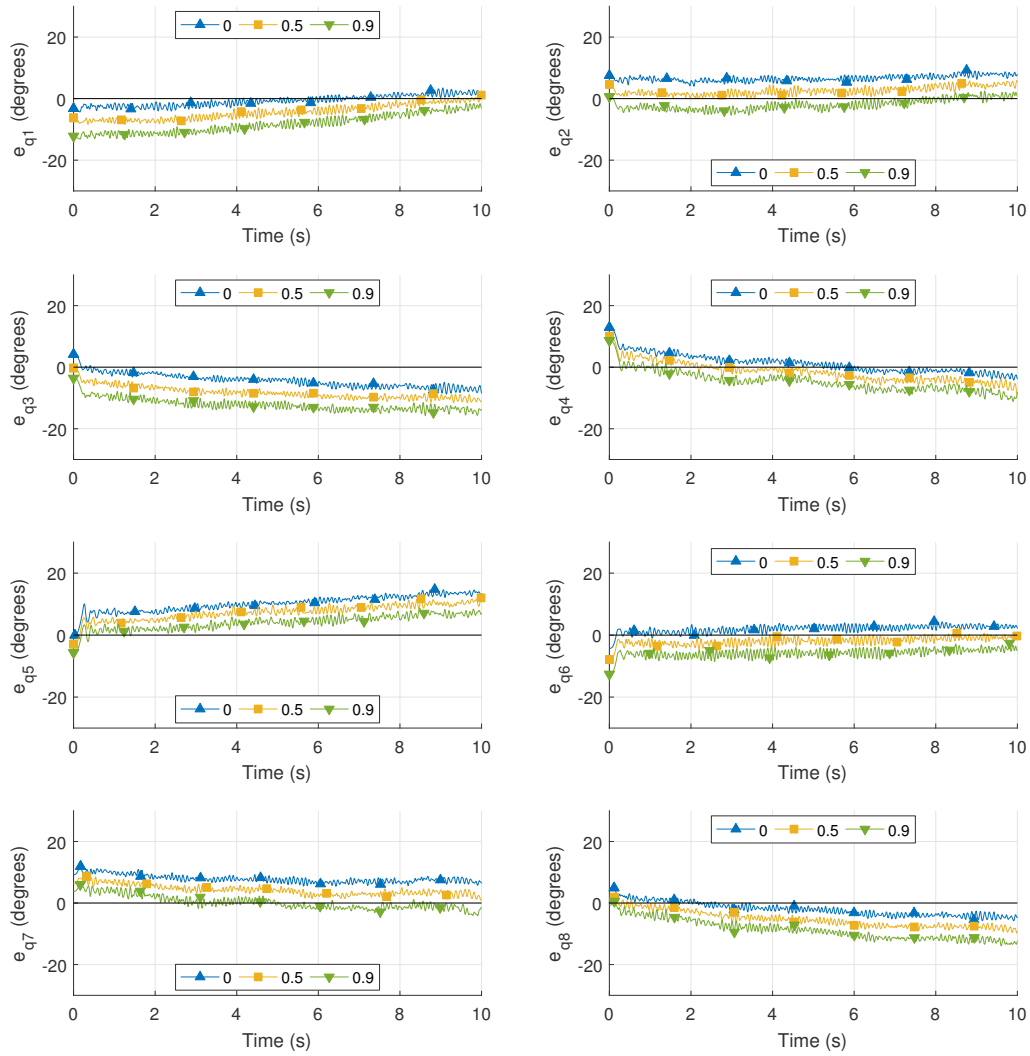 0 0.5 0.9
20
0
-20
e_q1 (degrees)
0 2 4 6 8 10
Time (s)
20
0
-20
e_q2 (degrees)
0 0.5 0.9
0 2 4 6 8 10
Time (s)
0 0.5 0.9
20
0
-20
e_q3 (degrees)
0 2 4 6 8 10
Time (s)
0 0.5 0.9
20
0
-20
e_q4 (degrees)
0 2 4 6 8 10
Time (s)
20
0
-20
e_q5 (degrees)
0 0.5 0.9
0 2 4 6 8 10
Time (s)
0 0.5 0.9
20
0
-20
e_q6 (degrees)
0 2 4 6 8 10
Time (s)
20
0
-20
e_q7 (degrees)
0 0.5 0.9
0 2 4 6 8 10
Time (s)
0 0.5 0.9
20
0
-20
e_q8 (degrees)
0 2 4 6 8 10
Time (s)